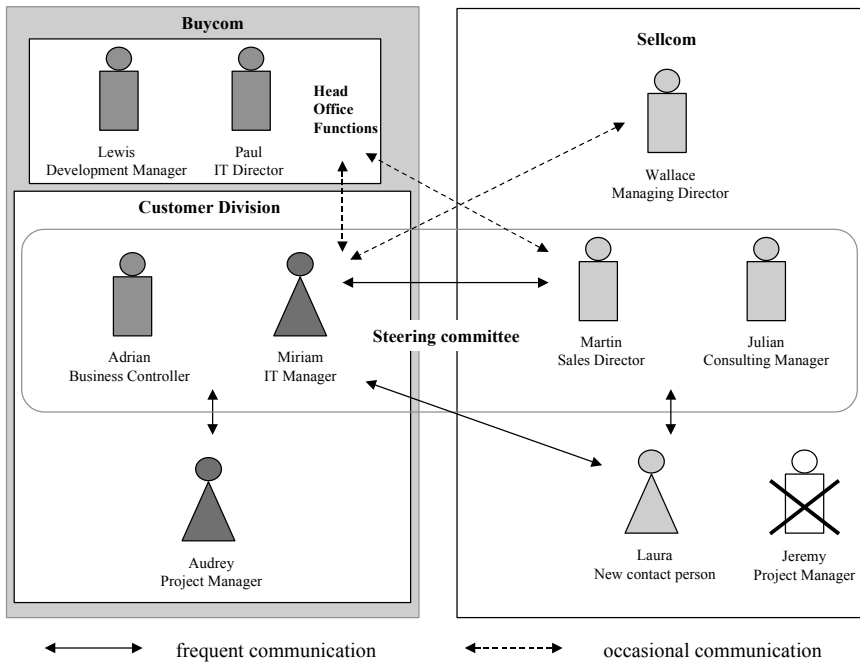 Buycom
Head
Office
Functions
Lewis
Development Manager
Paul
IT Director
Customer Division
Adrian
Business Controller
Miriam
IT Manager
Steering committee
Audrey
Project Manager
Sellcom
Wallace
Managing Director
Martin
Sales Director
Julian
Consulting Manager
Laura
New contact person
Jeremy
Project Manager
frequent communication
occasional communication